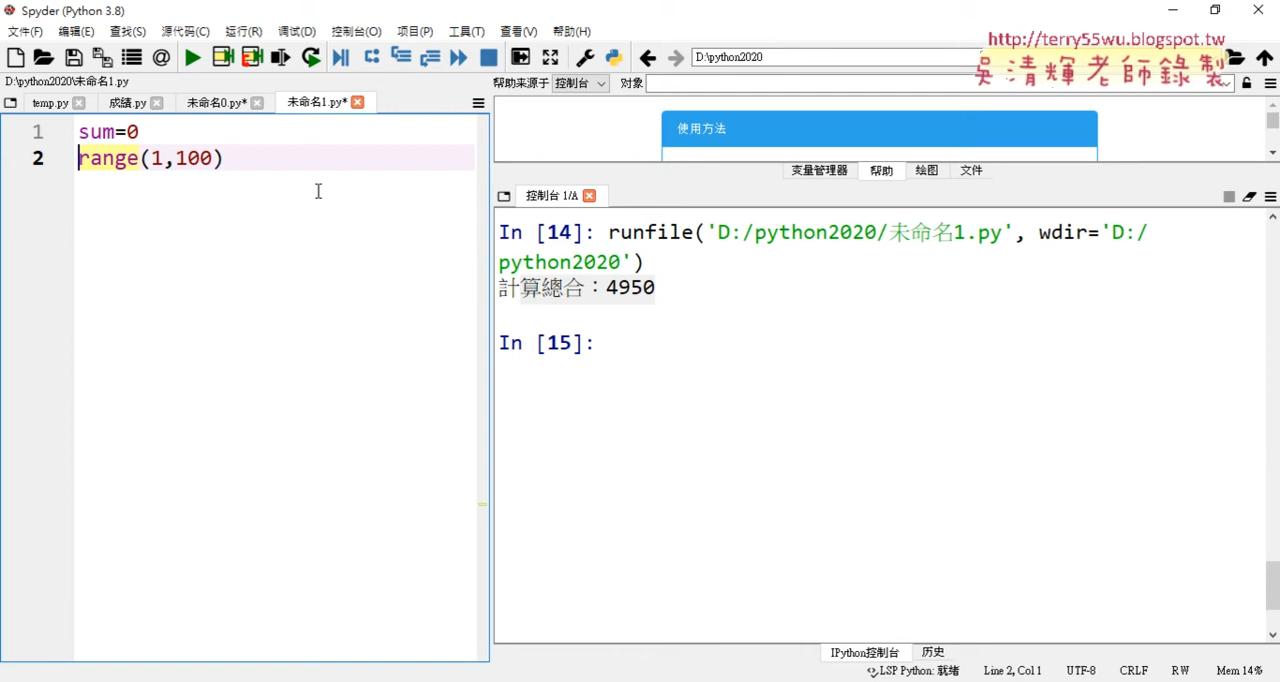 Spyder (Python 3.8)
文件(F) 编辑(E) 查找(S) 源代码(C) 运行(R) 调试(D) 控制台(O) 项目(P) 工具(T) 查看(V) 帮助(H)
http://terry55wu.blogspot.tw
D:\python2020
吳清輝老師錄製
D:\python2020\未命名1.py
帮助来源于 控制台 对象
temp.py 成績.py 未命名0.py* 未命名1.py*
1 sum=0
2 range(1,100)
使用方法
变量管理器 帮助 绘图 文件
控制台 1/A
In [14]: runfile('D:/python2020/未命名1.py', wdir='D:/
python2020')
計算總合：4950
In [15]:
IPython控制台 历史
LSP Python: 就绪 Line 2, Col 1 UTF-8 CRLF RW Mem 14%